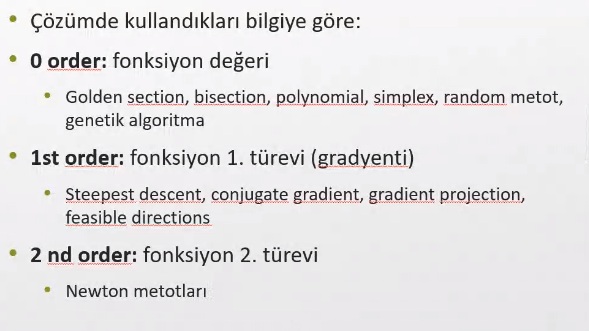 • Çözümde kullandıkları bilgiye göre:
• 0 order: fonksiyon değeri
• Golden section, bisection, polynomial, simplex, random metot,
genetik algoritma
• 1st order: fonksiyon 1. türevi (gradyenti)
• Steepest descent, conjugate gradient, gradient projection,
feasible directions
• 2 nd order: fonksiyon 2. türevi
• Newton metotları